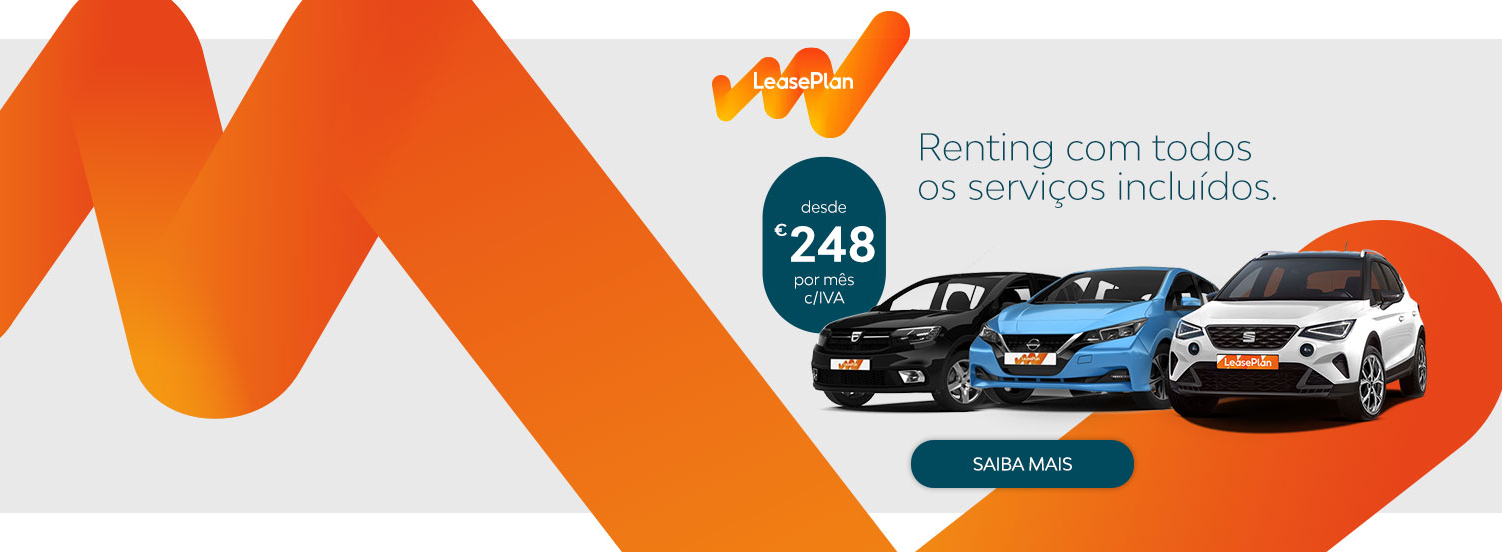 LeasePlan
Renting com todos
os serviços incluídos.
desde
€248
por mês
c/IVA
LeasePlan
SAIBA MAIS